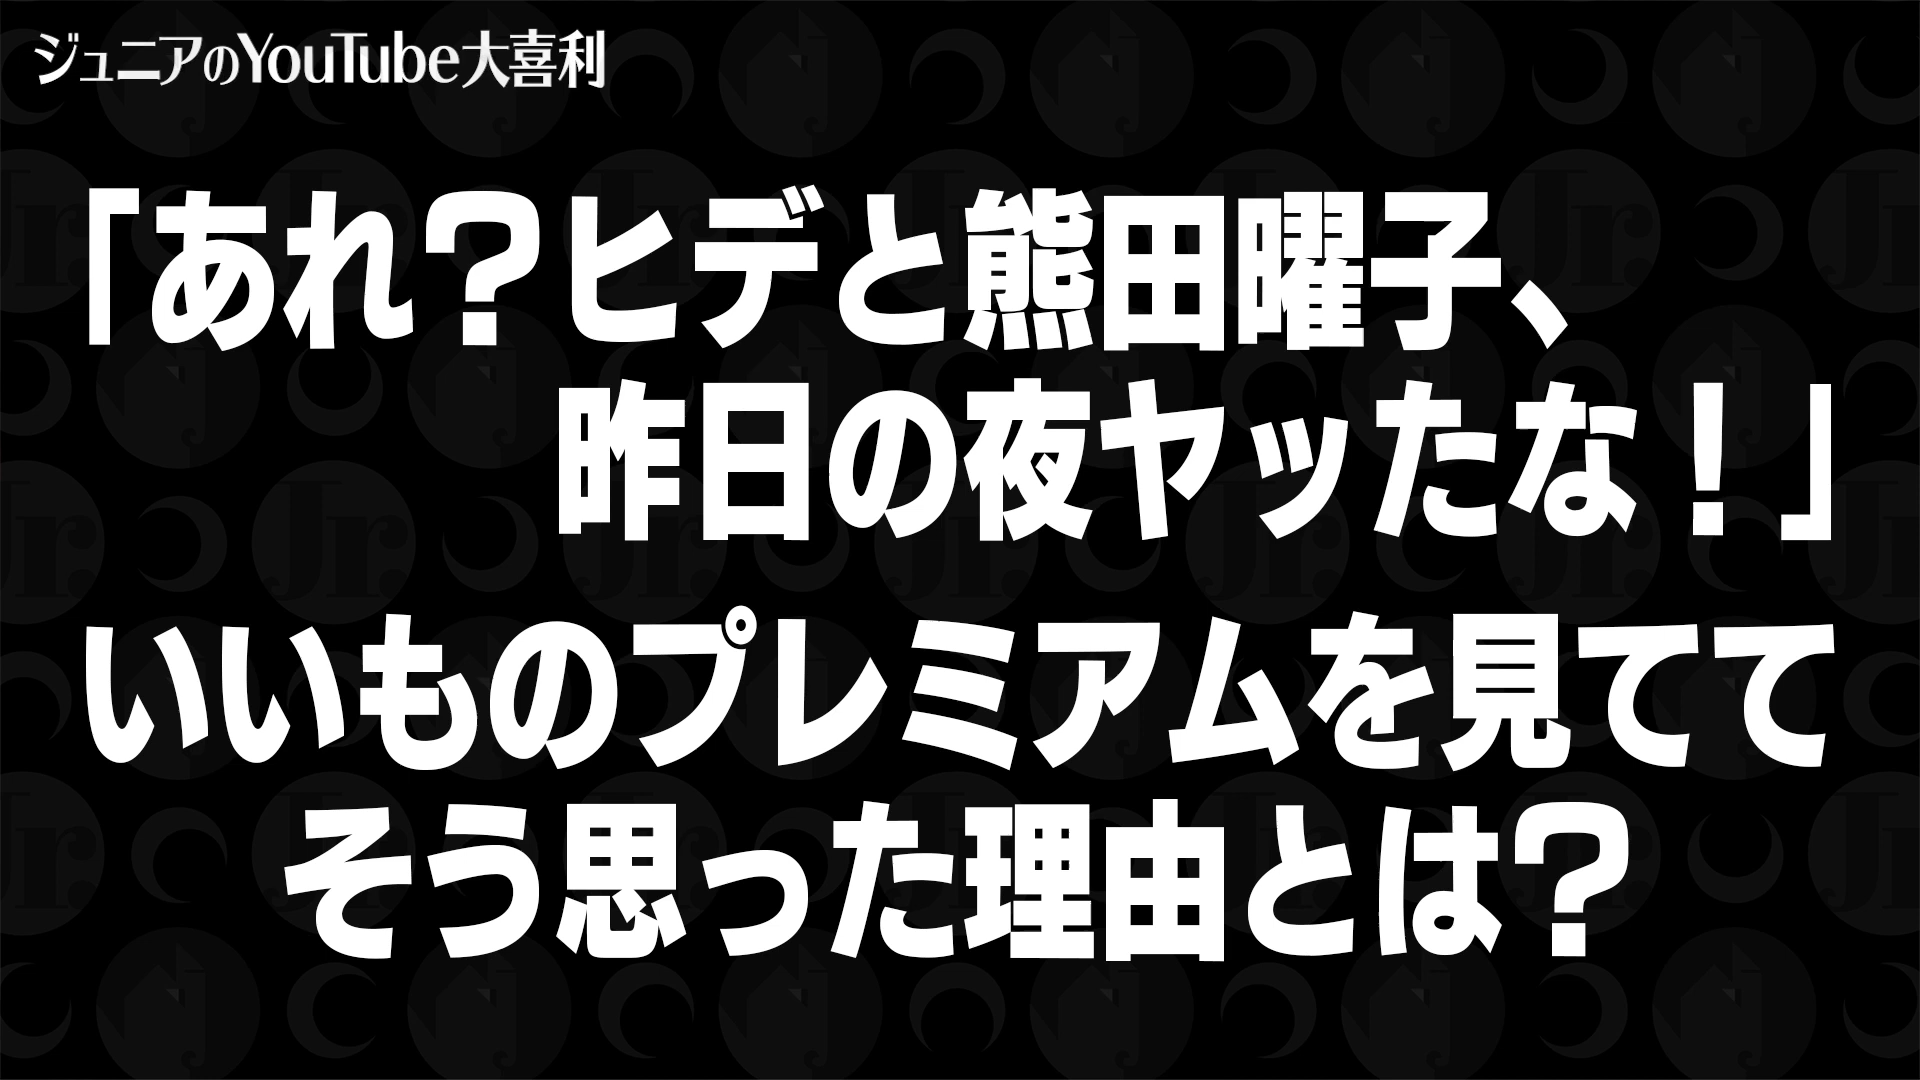 ジュニアのYouTube大喜利
「あれ？ヒデと熊田曜子、
昨日の夜ヤッたな！」
いいものプレミアムを見てて
そう思った理由とは？